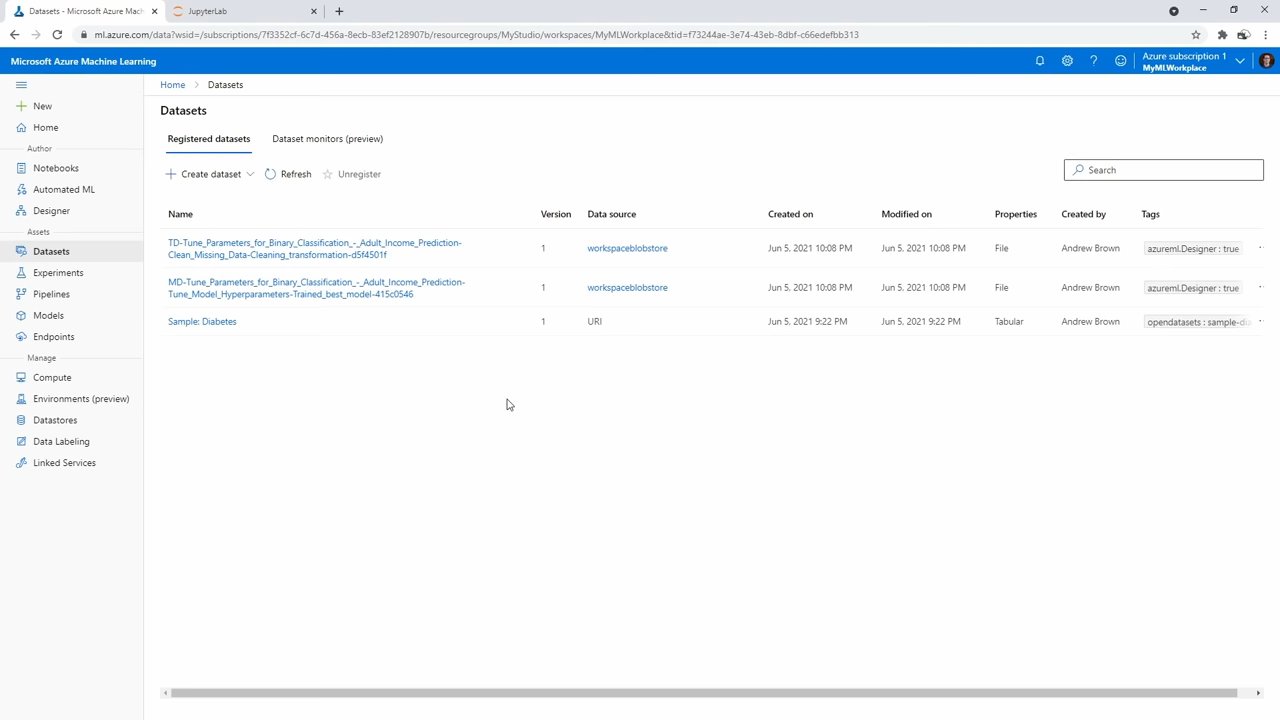 Datasets - Microsoft Azure Mach
JupyterLab
ml.azure.com/data?wsid=/subscriptions/7f3352cf-6c7d-456a-8ecb-83ef2128907b/resourcegroups/MyStudio/workspaces/MyMLWorkplace&tid=f73244ae-3e74-43eb-8dbf-c66edefbb313
Microsoft Azure Machine Learning
Azure subscription 1
MyMLWorkplace
New
Home
Author
Notebooks
Automated ML
Designer
Assets
Datasets
Experiments
Pipelines
Models
Endpoints
Manage
Compute
Environments (preview)
Datastores
Data Labeling
Linked Services
Home > Datasets
Datasets
Registered datasets Dataset monitors (preview)
Create dataset Refresh Unregister Search
Name Version Data source Created on Modified on Properties Created by Tags
TD-Tune_Parameters_for_Binary_Classification_-_Adult_Income_Prediction-
Clean_Missing_Data-Cleaning_transformation-d5f4501f
1 workspaceblobstore Jun 5, 2021 10:08 PM Jun 5, 2021 10:08 PM File Andrew Brown azureml.Designer : true
MD-Tune_Parameters_for_Binary_Classification_-_Adult_Income_Prediction-
Tune_Model_Hyperparameters-Trained_best_model-415c0546
1 workspaceblobstore Jun 5, 2021 10:08 PM Jun 5, 2021 10:08 PM File Andrew Brown azureml.Designer : true
Sample: Diabetes 1 URI Jun 5, 2021 9:22 PM Jun 5, 2021 9:22 PM Tabular Andrew Brown opendatasets : sample-di